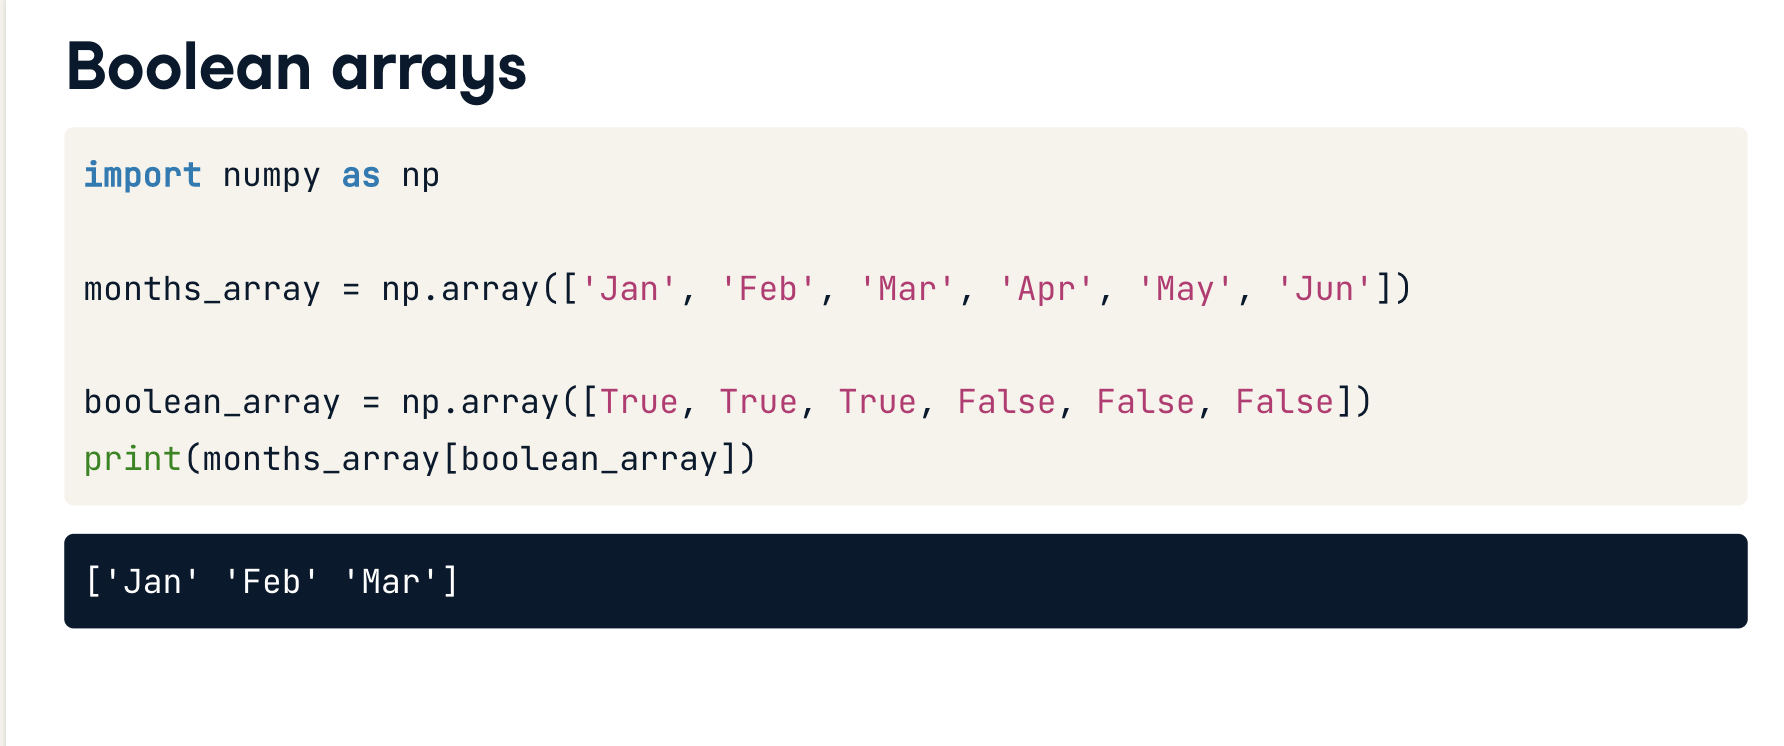 Boolean arrays
import numpy as np
months_array = np.array(['Jan', 'Feb', 'Mar', 'Apr', 'May', 'Jun'])
boolean_array = np.array([True, True, True, False, False, False])
print(months_array[boolean_array])
['Jan' 'Feb' 'Mar']